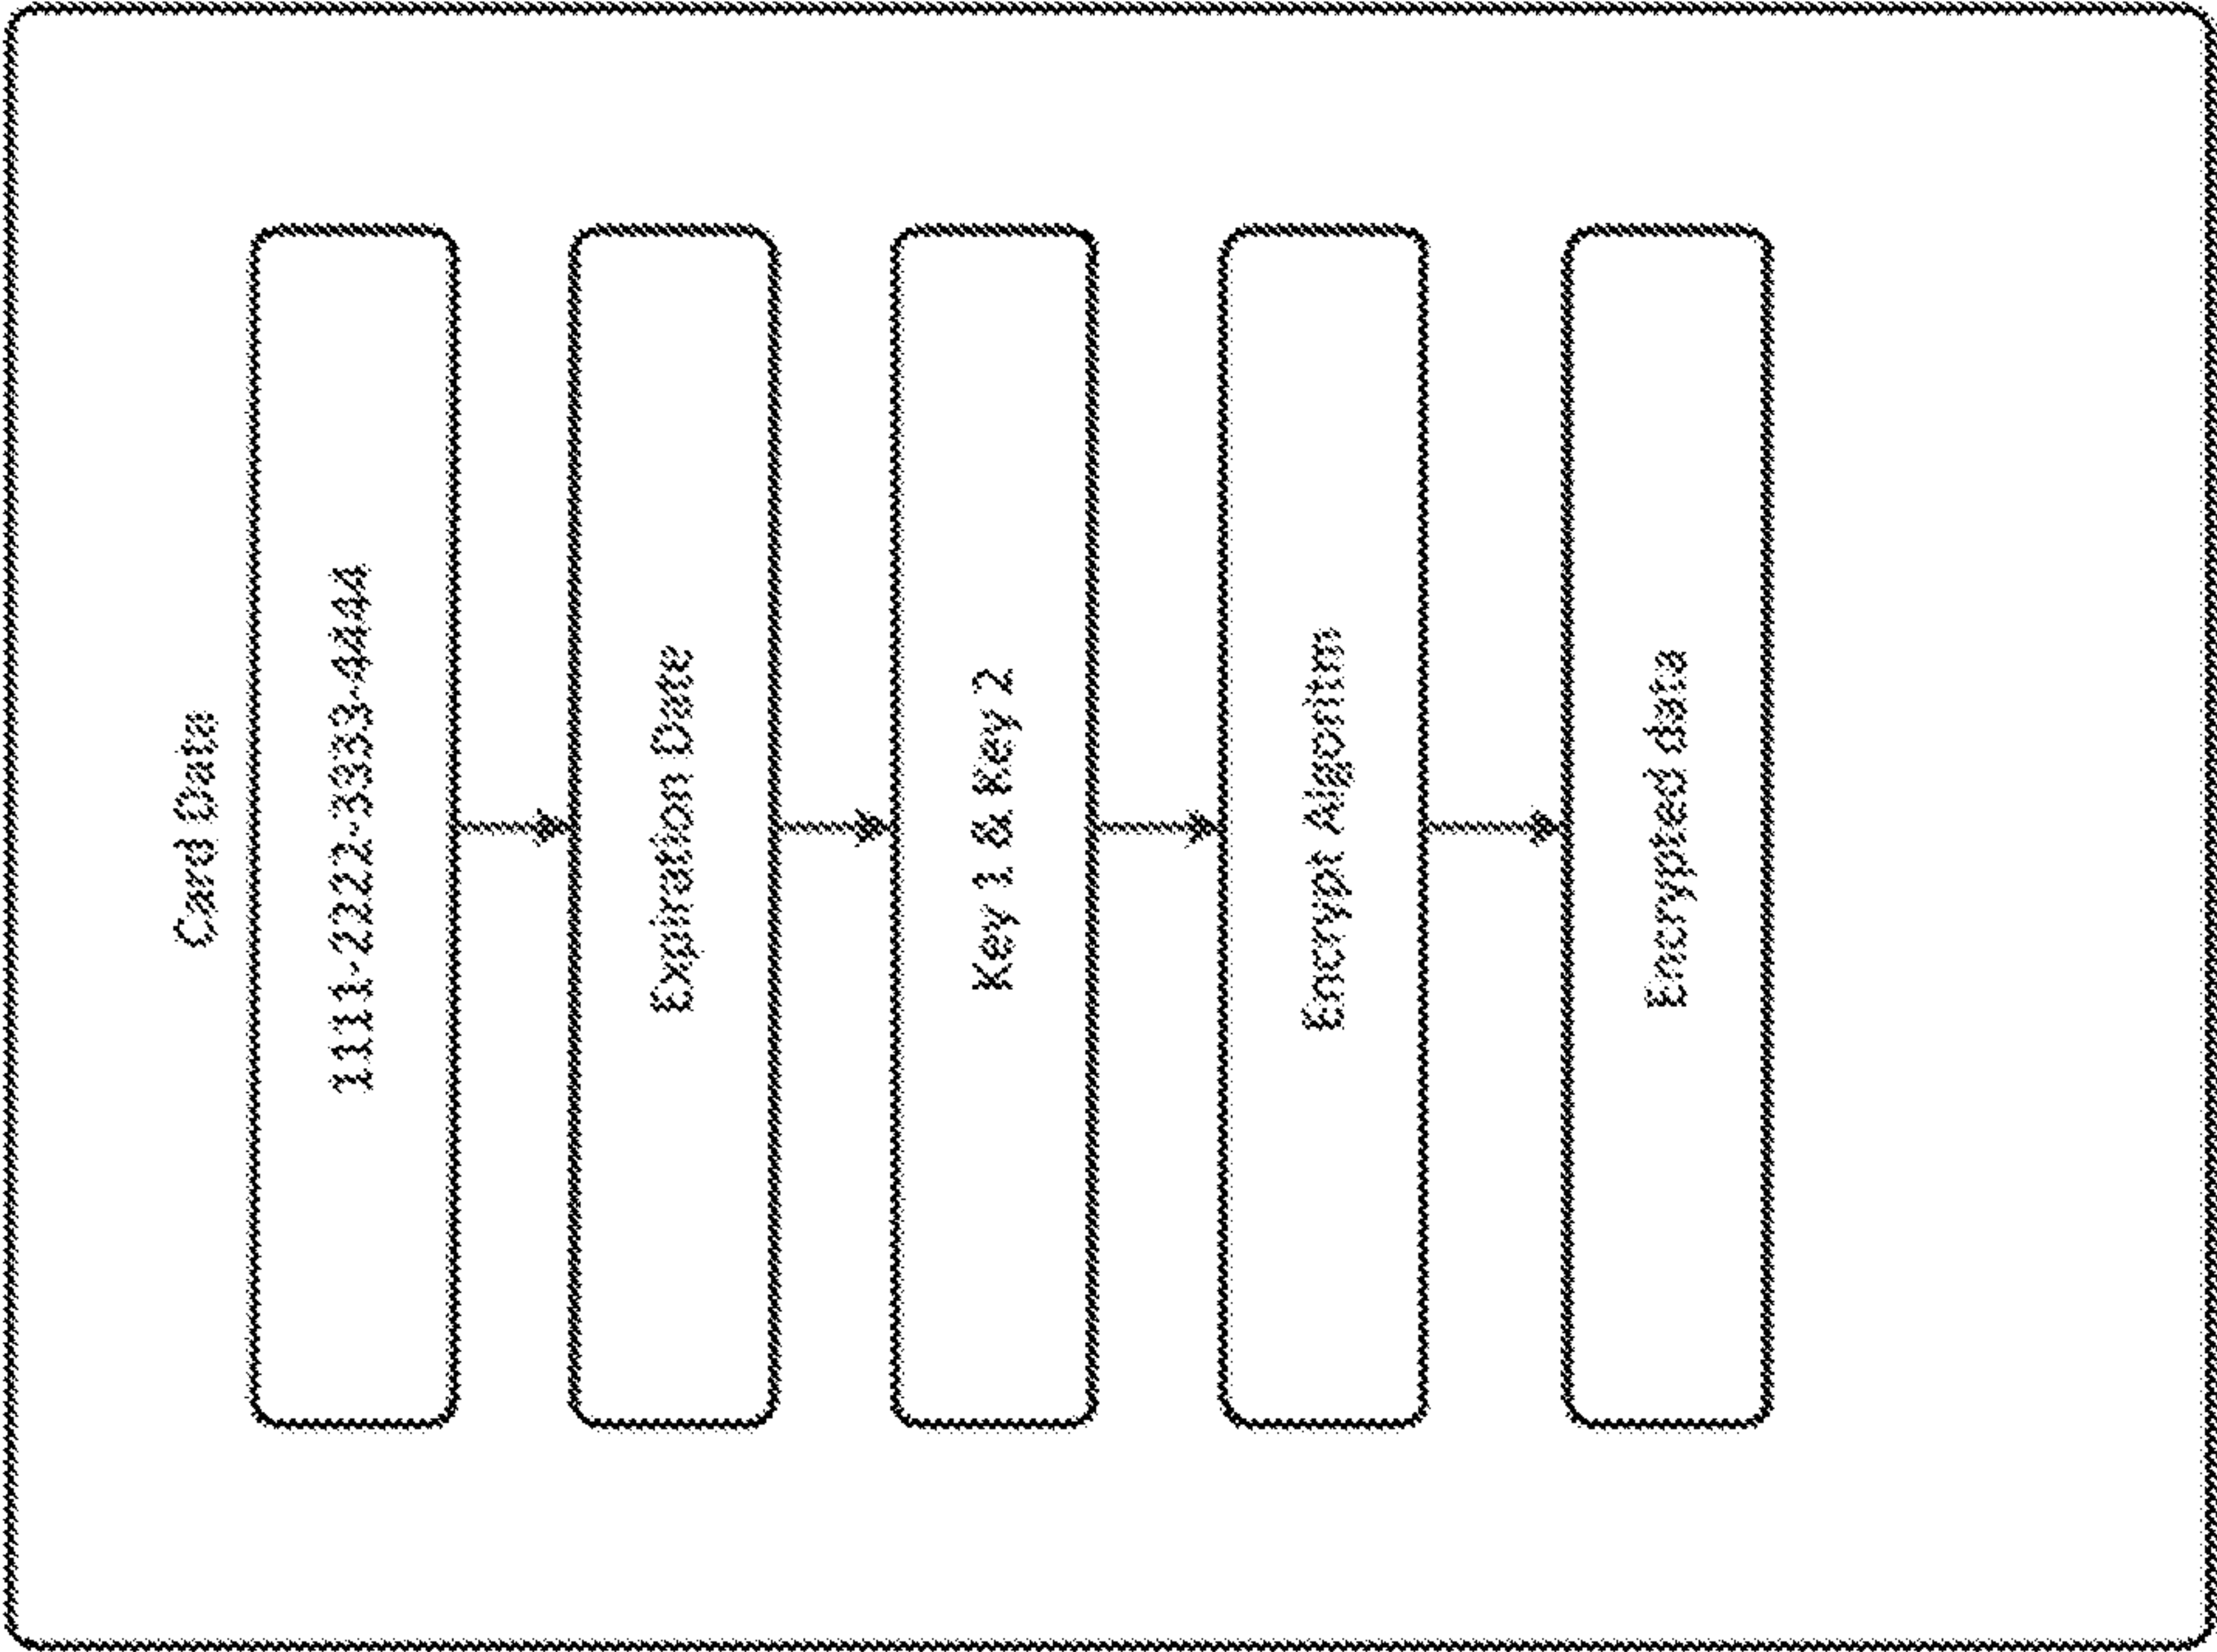 Card Data
1111-2222-3333-4444
Expiration Date
Key 1 & Key 2
Encrypt Algoritm
Encrypted data